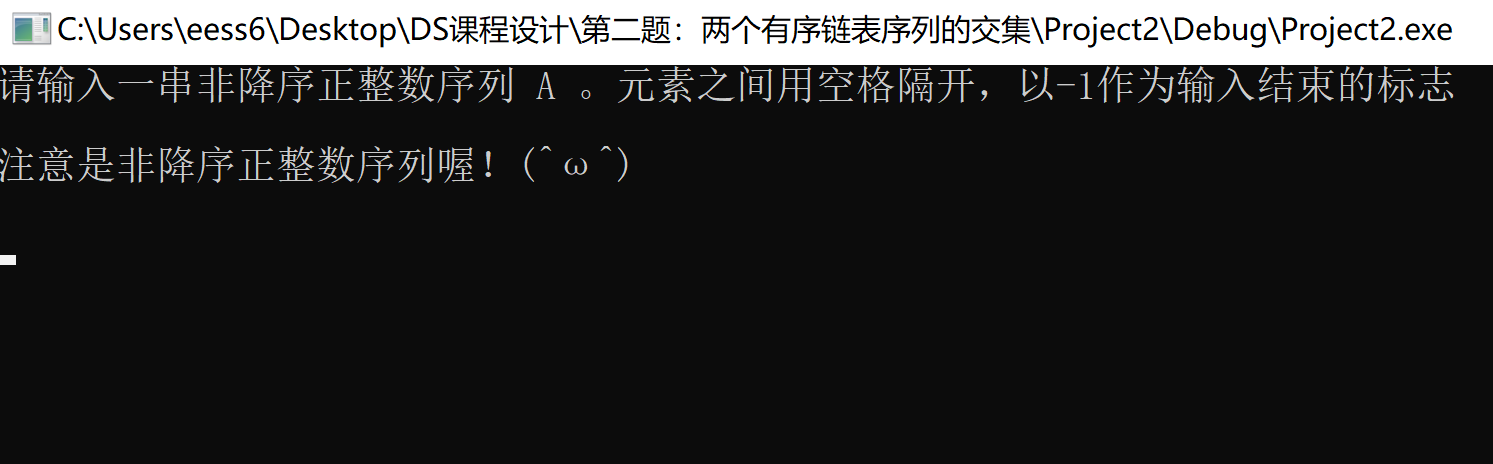 C:\Users\eess6\Desktop\DS课程设计\第二题：两个有序链表序列的交集\Project2\Debug\Project2.exe
请输入一串非降序正整数序列 A 。元素之间用空格隔开，以-1作为输入结束的标志
注意是非降序正整数序列喔！(^ω^)